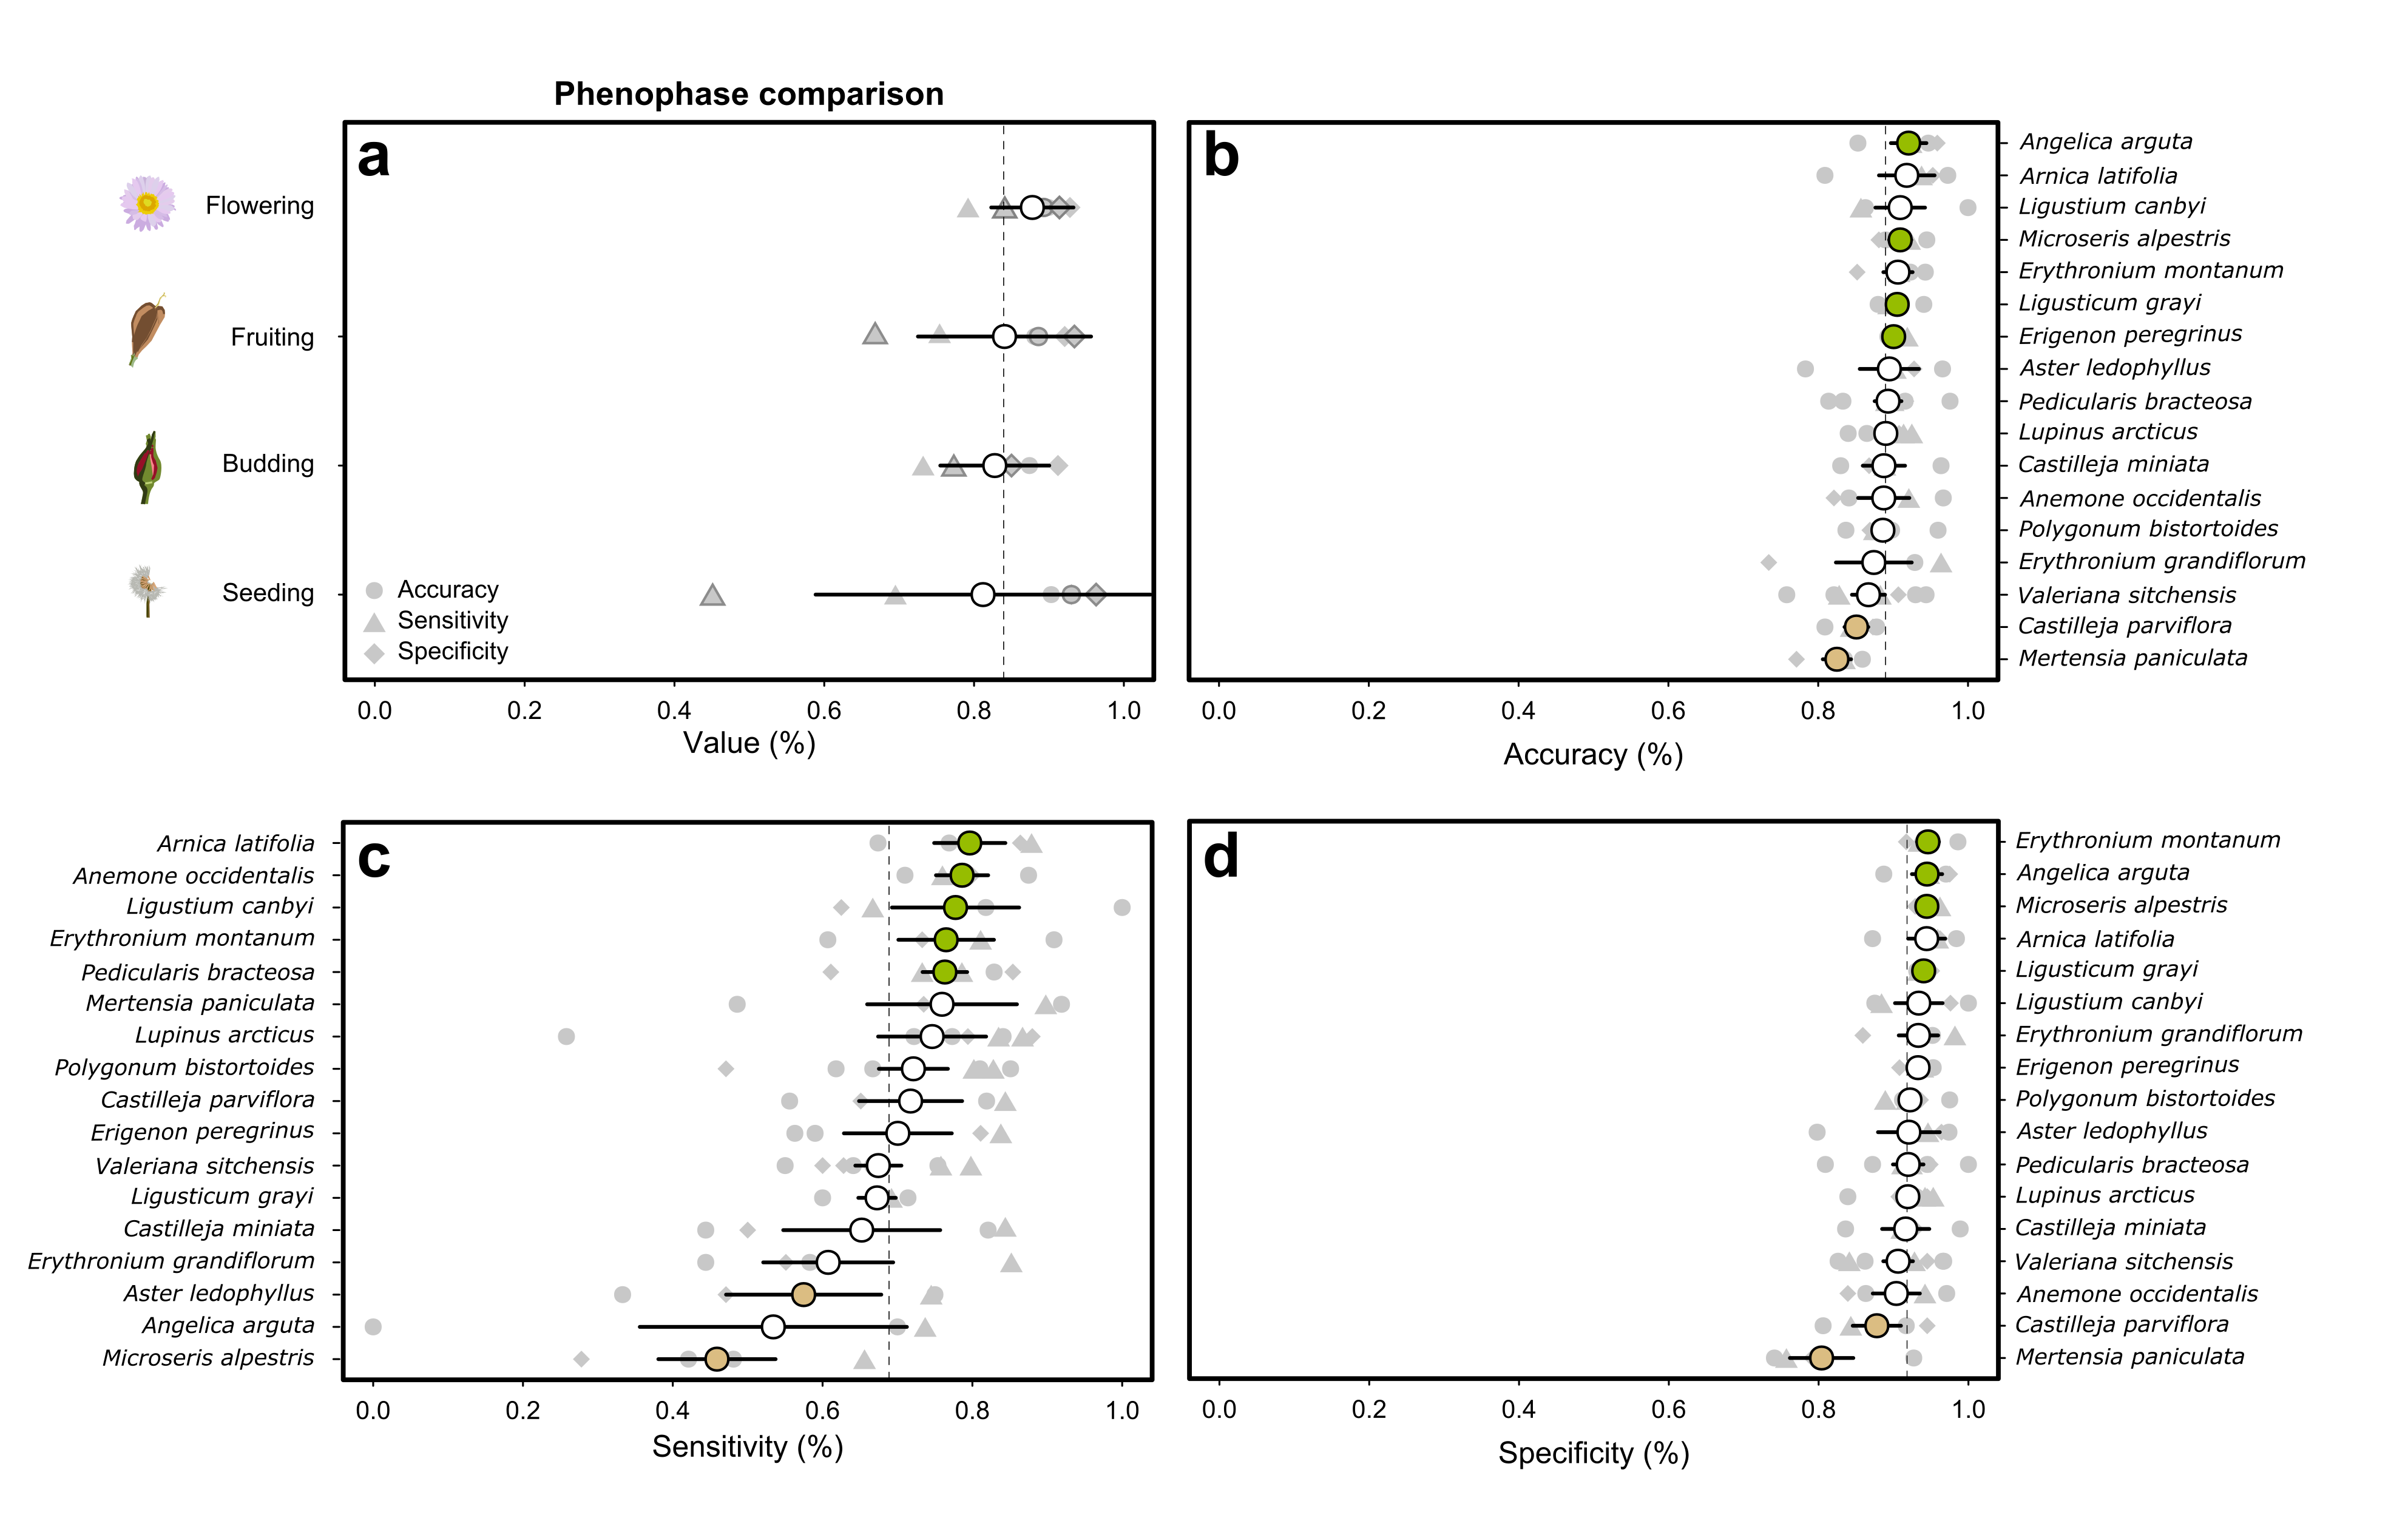 Phenophase comparison
a
Flowering
Fruiting
Budding
Seeding
Accuracy
Sensitivity
Specificity
0.0 0.2 0.4 0.6 0.8 1.0
Value (%)
b
Angelica arguta
Arnica latifolia
Ligustium canbyi
Microseris alpestris
Erythronium montanum
Ligusticum grayi
Erigenon peregrinus
Aster ledophyllus
Pedicularis bracteosa
Lupinus arcticus
Castilleja miniata
Anemone occidentalis
Polygonum bistortoides
Erythronium grandiflorum
Valeriana sitchensis
Castilleja parviflora
Mertensia paniculata
0.0 0.2 0.4 0.6 0.8 1.0
Accuracy (%)
c
Arnica latifolia
Anemone occidentalis
Ligustium canbyi
Erythronium montanum
Pedicularis bracteosa
Mertensia paniculata
Lupinus arcticus
Polygonum bistortoides
Castilleja parviflora
Erigenon peregrinus
Valeriana sitchensis
Ligusticum grayi
Castilleja miniata
Erythronium grandiflorum
Aster ledophyllus
Angelica arguta
Microseris alpestris
0.0 0.2 0.4 0.6 0.8 1.0
Sensitivity (%)
d
Erythronium montanum
Angelica arguta
Microseris alpestris
Arnica latifolia
Ligusticum grayi
Ligustium canbyi
Erythronium grandiflorum
Erigenon peregrinus
Polygonum bistortoides
Aster ledophyllus
Pedicularis bracteosa
Lupinus arcticus
Castilleja miniata
Valeriana sitchensis
Anemone occidentalis
Castilleja parviflora
Mertensia paniculata
0.0 0.2 0.4 0.6 0.8 1.0
Specificity (%)